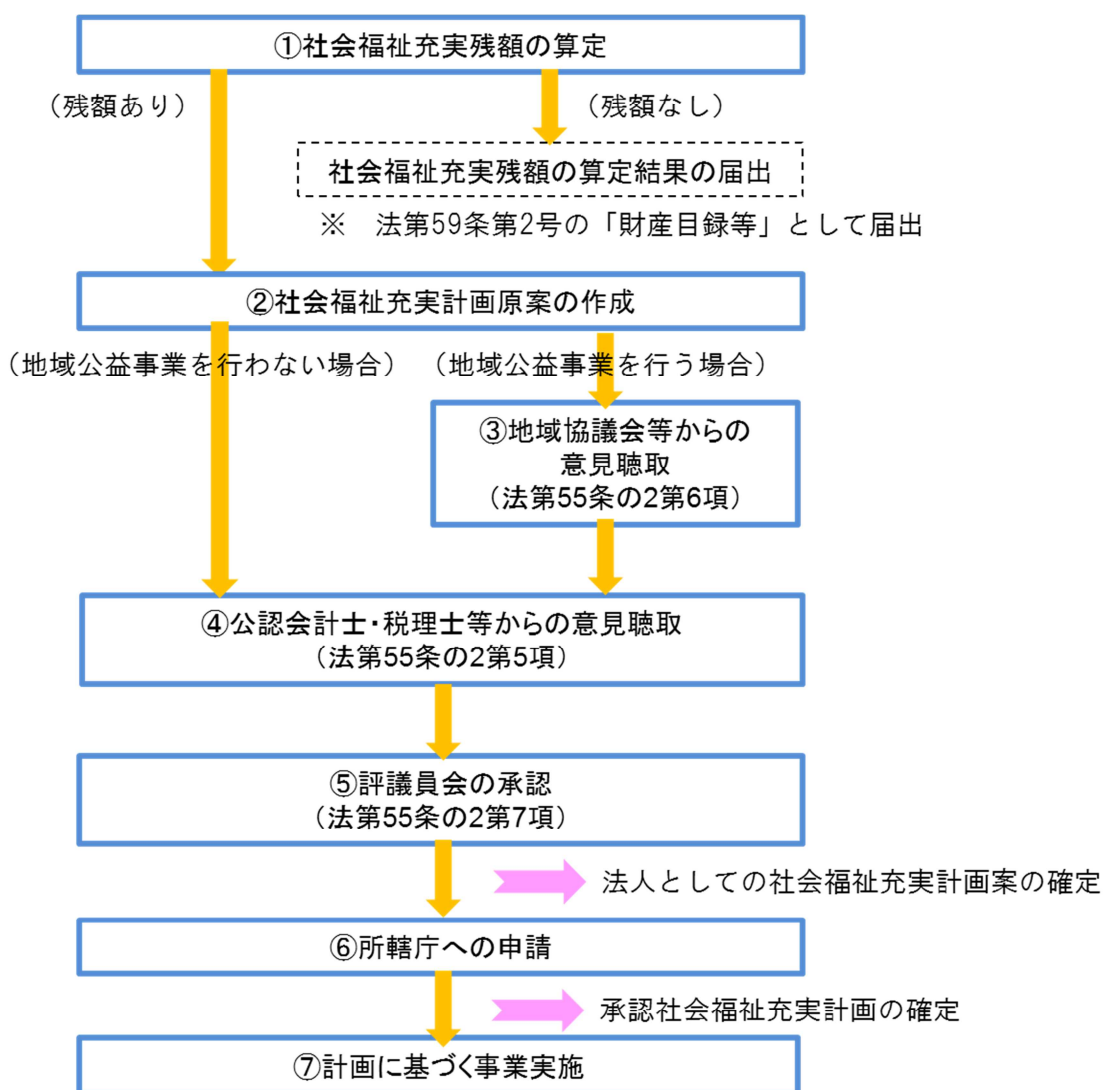 ①社会福祉充実残額の算定
（残額あり）
（残額なし）
社会福祉充実残額の算定結果の届出
※　法第59条第2号の「財産目録等」として届出
②社会福祉充実計画原案の作成
（地域公益事業を行わない場合）
（地域公益事業を行う場合）
③地域協議会等からの
意見聴取
（法第55条の2第6項）
④公認会計士・税理士等からの意見聴取
（法第55条の2第5項）
⑤評議員会の承認
（法第55条の2第7項）
法人としての社会福祉充実計画案の確定
⑥所轄庁への申請
承認社会福祉充実計画の確定
⑦計画に基づく事業実施